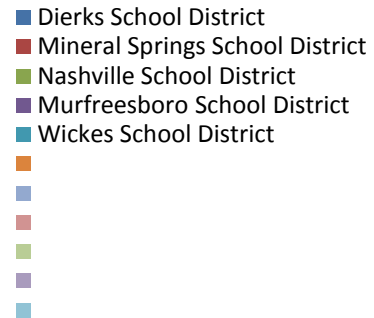 Dierks School District
Mineral Springs School District
Nashville School District
Murfreesboro School District
Wickes School District